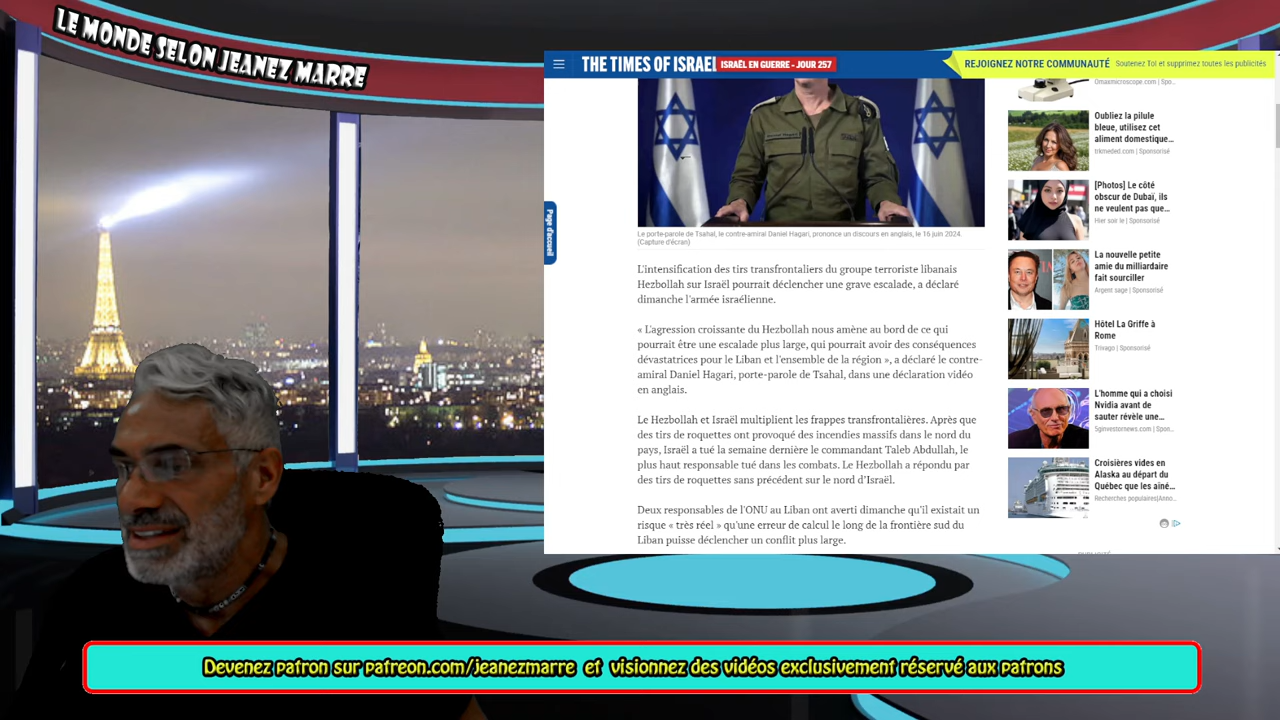 LE MONDE SELON JEANEZ MARRE
THE TIMES OF ISRAEL
ISRAËL EN GUERRE - JOUR 257
REJOIGNEZ NOTRE COMMUNAUTÉ
Soutenez ToI et supprimez toutes les publicités
Page d'accueil
Le porte-parole de Tsahal, le contre-amiral Daniel Hagari, prononce un discours en anglais, le 16 juin 2024.
(Capture d'écran)
L'intensification des tirs transfrontaliers du groupe terroriste libanais
Hezbollah sur Israël pourrait déclencher une grave escalade, a déclaré
dimanche l'armée israélienne.
« L'agression croissante du Hezbollah nous amène au bord de ce qui
pourrait être une escalade plus large, qui pourrait avoir des conséquences
dévastatrices pour le Liban et l'ensemble de la région », a déclaré le contre-
amiral Daniel Hagari, porte-parole de Tsahal, dans une déclaration vidéo
en anglais.
Le Hezbollah et Israël multiplient les frappes transfrontalières. Après que
des tirs de roquettes ont provoqué des incendies massifs dans le nord du
pays, Israël a tué la semaine dernière le commandant Taleb Abdullah, le
plus haut responsable tué dans les combats. Le Hezbollah a répondu par
des tirs de roquettes sans précédent sur le nord d'Israël.
Deux responsables de l'ONU au Liban ont averti dimanche qu'il existait un
risque « très réel » qu'une erreur de calcul le long de la frontière sud du
Liban puisse déclencher un conflit plus large.
Omaxmicroscope.com | Spo...
Oubliez la pilule
bleue, utilisez cet
aliment domestique...
trkmeded.com | Sponsorisé
[Photos] Le côté
obscur de Dubaï, ils
ne veulent pas que...
Hier soir le | Sponsorisé
La nouvelle petite
amie du milliardaire
fait sourciller
Argent sage | Sponsorisé
Hôtel La Griffe à
Rome
Trivago | Sponsorisé
L'homme qui a choisi
Nvidia avant de
sauter révèle une...
5ginvestornews.com | Spon...
Croisières vides en
Alaska au départ du
Québec que les aîné...
Recherches populaires|Anno...
Devenez patron sur patreon.com/jeanezmarre et visionnez des vidéos exclusivement réservé aux patrons